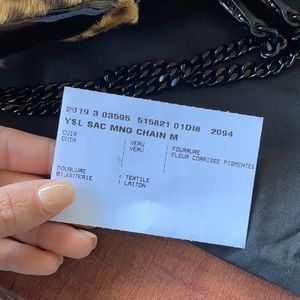 2019 3 03595 515821 01DI8 2094
YSL SAC MNG CHAIN M
CUIR : VEAU : FOURRURE
CUIR : VEAU : FLEUR CORRIGEE PIGMENTEE
DOUBLURE : TEXTILE
BIJOUTERIE : LAITON